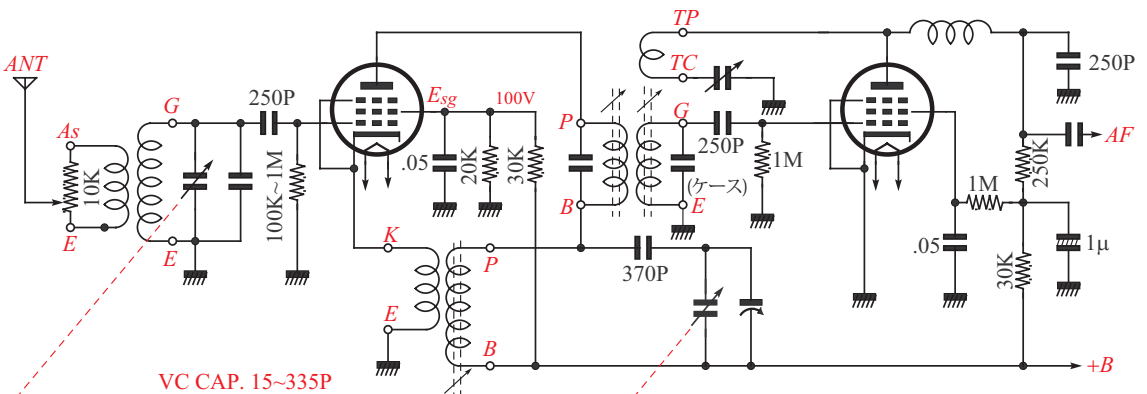 ANT
As
10K
E
G
E
250P
100K~1M
Esg
100V
.05
20K
30K
K
E
P
B
P
B
TP
TC
G
250P
(ケース)
E
1M
370P
250P
AF
250K
1M
.05
30K
1μ
+B
VC CAP. 15~335P